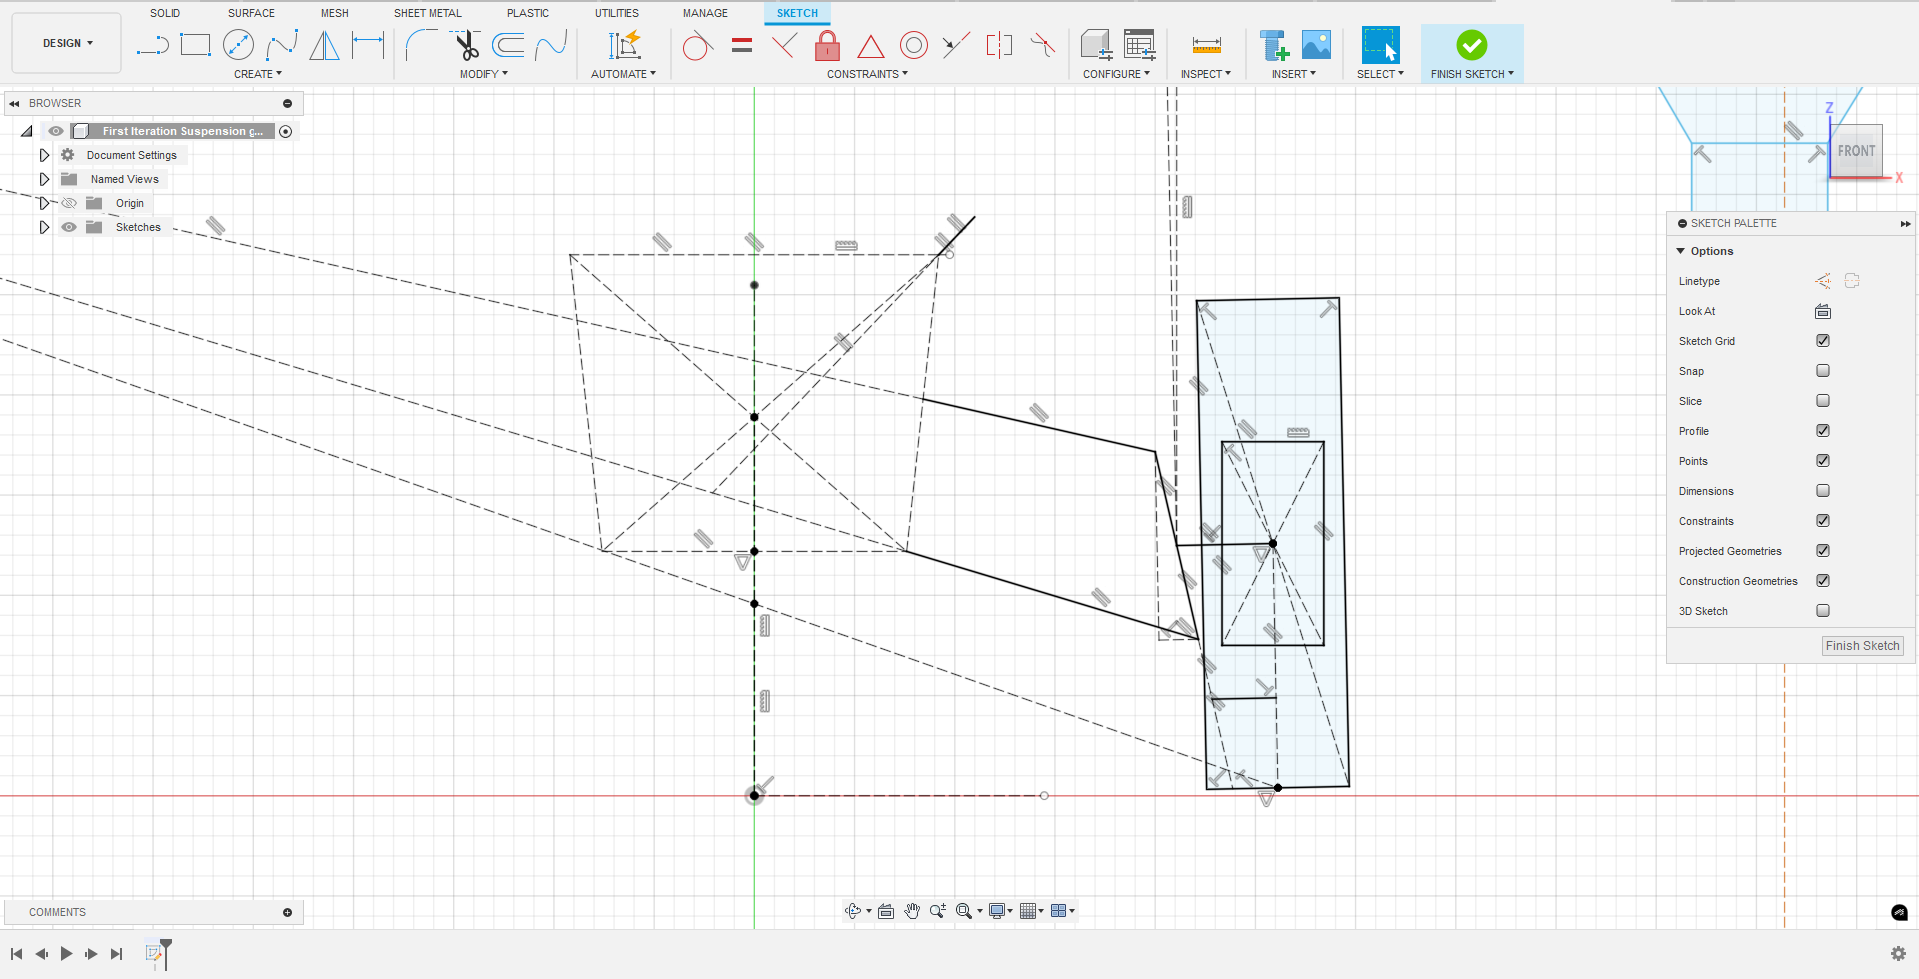 SOLID SURFACE MESH SHEET METAL PLASTIC UTILITIES MANAGE SKETCH
DESIGN
CREATE MODIFY AUTOMATE CONSTRAINTS CONFIGURE INSPECT INSERT SELECT FINISH SKETCH
BROWSER
First Iteration Suspension g...
Document Settings
Named Views
Origin
Sketches
Z
FRONT
X
SKETCH PALETTE
Options
Linetype
Look At
Sketch Grid
Snap
Slice
Profile
Points
Dimensions
Constraints
Projected Geometries
Construction Geometries
3D Sketch
Finish Sketch
COMMENTS